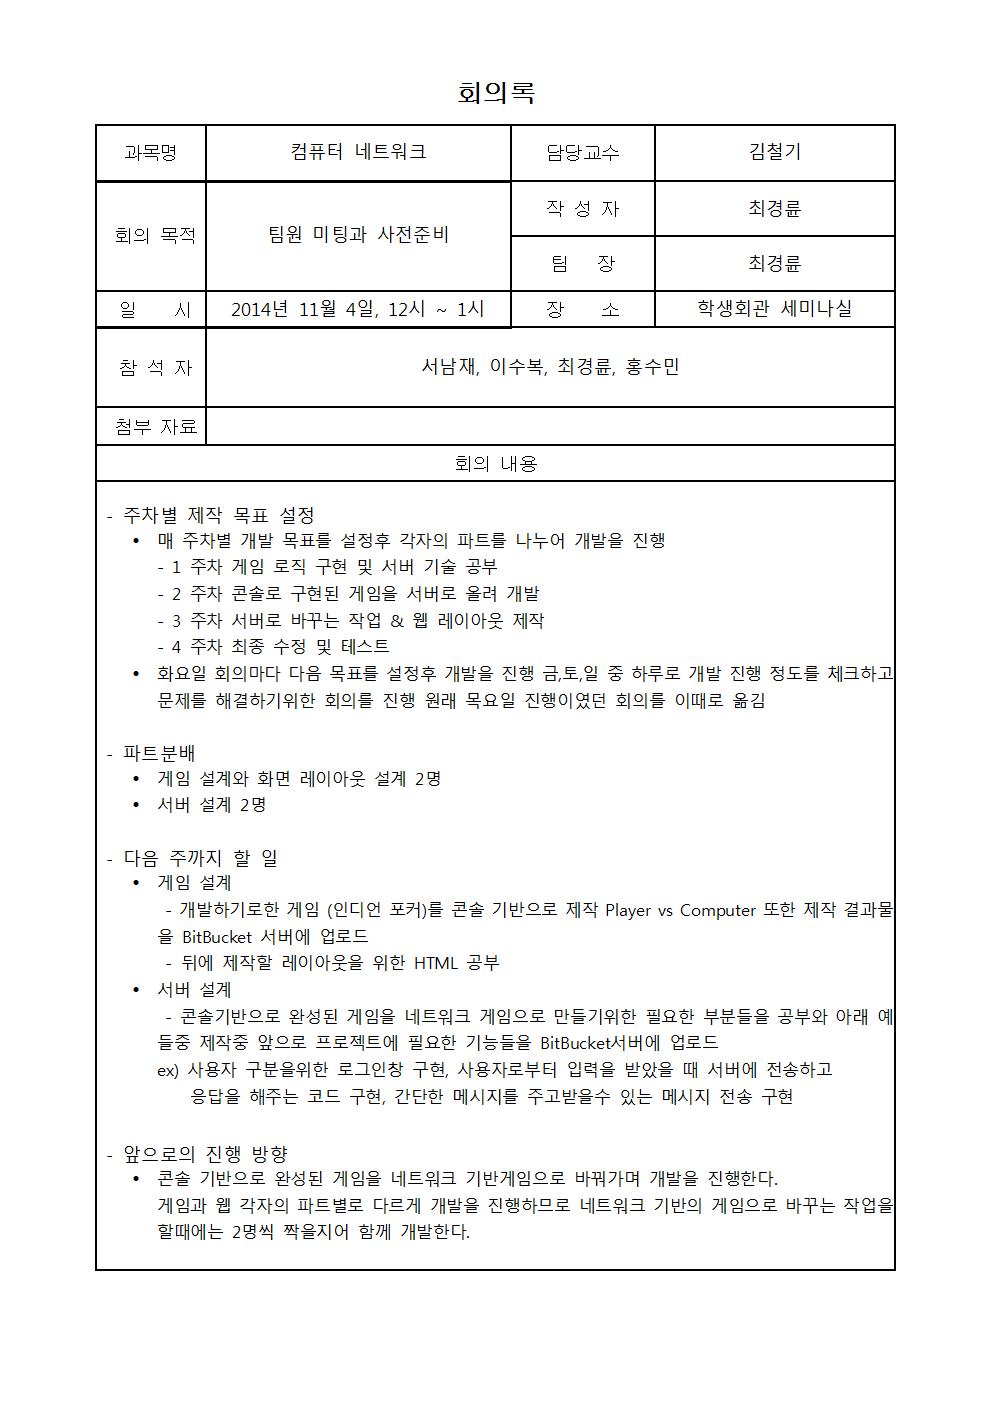 회의록
과목명 컴퓨터 네트워크 담당교수 김철기
회의 목적 팀원 미팅과 사전준비 작 성 자 최경륜
팀 장 최경륜
일 시 2014년 11월 4일, 12시 ~ 1시 장 소 학생회관 세미나실
참 석 자 서남재, 이수복, 최경륜, 홍수민
첨부 자료
회의 내용
- 주차별 제작 목표 설정
• 매 주차별 개발 목표를 설정후 각자의 파트를 나누어 개발을 진행
- 1 주차 게임 로직 구현 및 서버 기술 공부
- 2 주차 콘솔로 구현된 게임을 서버로 올려 개발
- 3 주차 서버로 바꾸는 작업 & 웹 레이아웃 제작
- 4 주차 최종 수정 및 테스트
• 화요일 회의마다 다음 목표를 설정후 개발을 진행 금,토,일 중 하루로 개발 진행 정도를 체크하고
문제를 해결하기위한 회의를 진행 원래 목요일 진행이였던 회의를 이때로 옮김
- 파트분배
• 게임 설계와 화면 레이아웃 설계 2명
• 서버 설계 2명
- 다음 주까지 할 일
• 게임 설계
- 개발하기로한 게임 (인디언 포커)를 콘솔 기반으로 제작 Player vs Computer 또한 제작 결과물
을 BitBucket 서버에 업로드
- 뒤에 제작할 레이아웃을 위한 HTML 공부
• 서버 설계
- 콘솔기반으로 완성된 게임을 네트워크 게임으로 만들기위한 필요한 부분들을 공부와 아래 예
들중 제작중 앞으로 프로젝트에 필요한 기능들을 BitBucket서버에 업로드
ex) 사용자 구분을위한 로그인창 구현, 사용자로부터 입력을 받았을 때 서버에 전송하고
응답을 해주는 코드 구현, 간단한 메시지를 주고받을수 있는 메시지 전송 구현
- 앞으로의 진행 방향
• 콘솔 기반으로 완성된 게임을 네트워크 기반게임으로 바꿔가며 개발을 진행한다.
게임과 웹 각자의 파트별로 다르게 개발을 진행하므로 네트워크 기반의 게임으로 바꾸는 작업을
할때에는 2명씩 짝을지어 함께 개발한다.